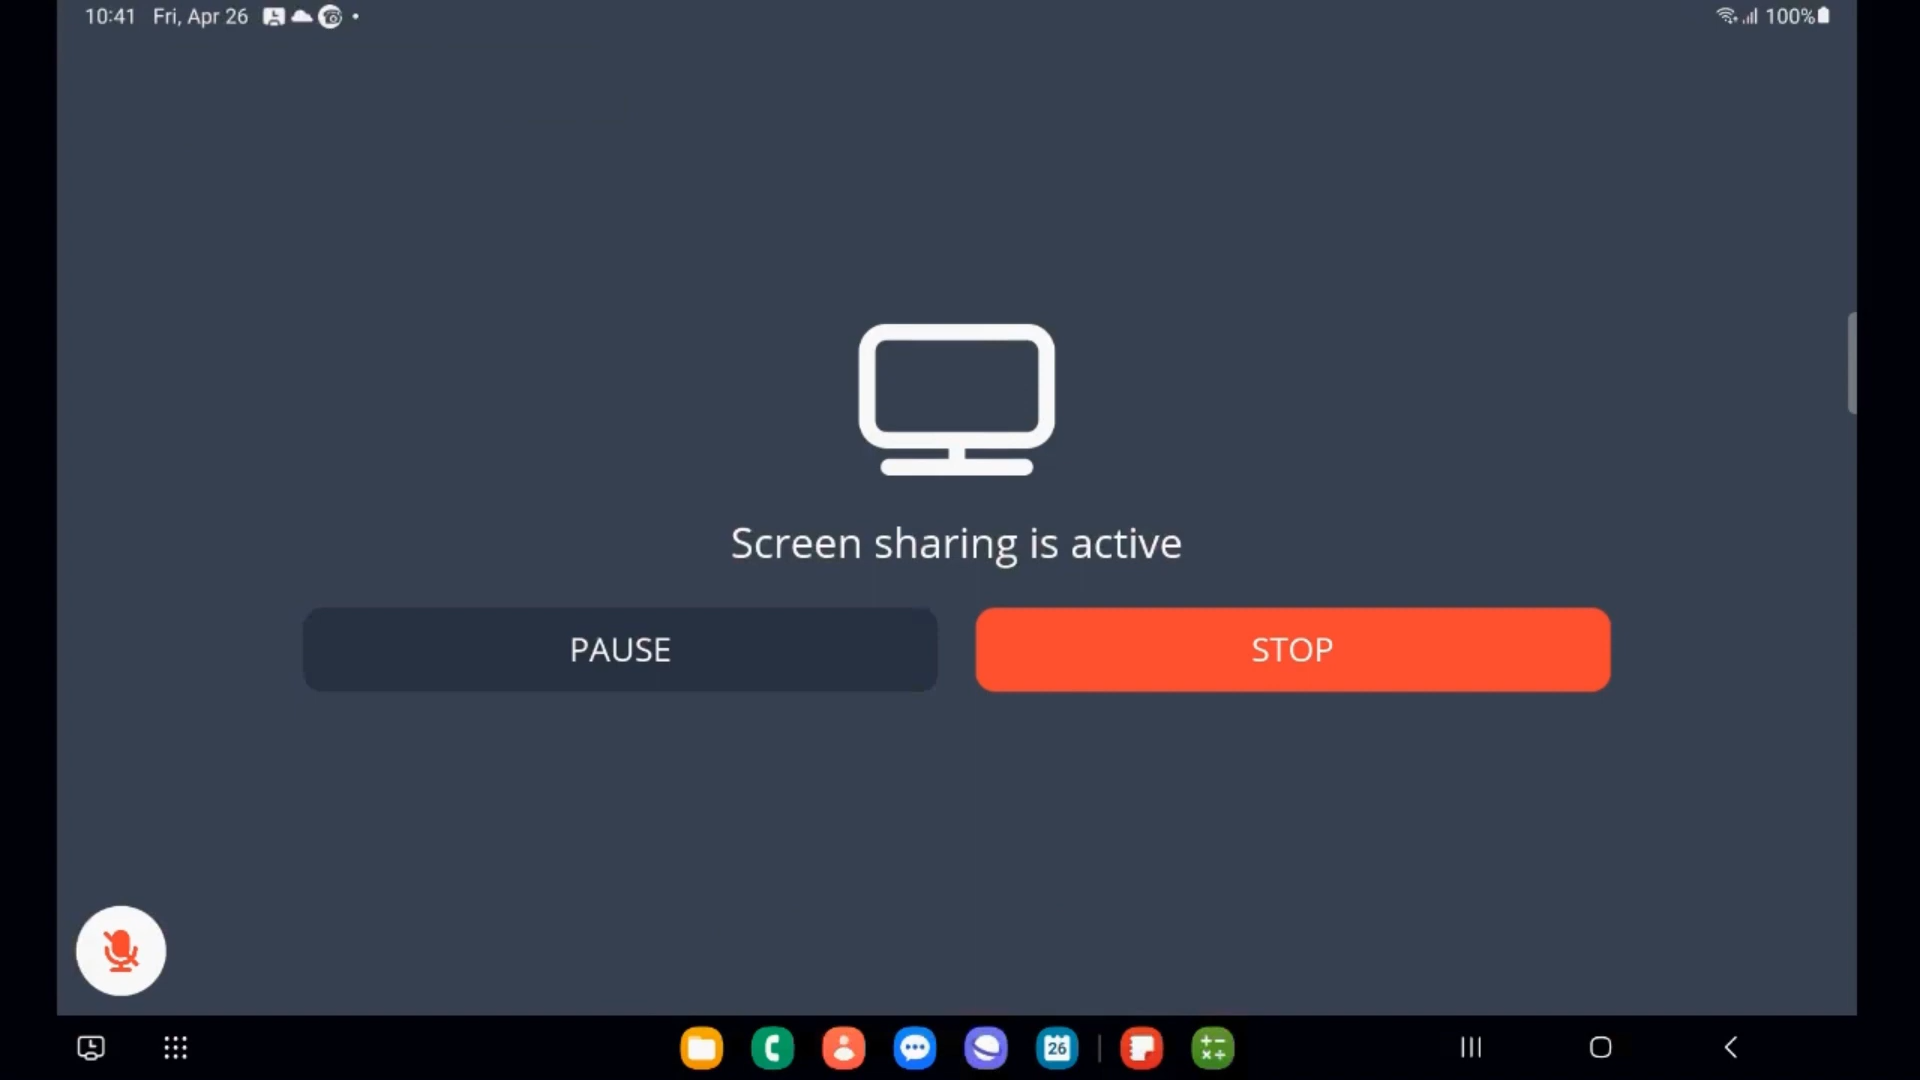 10:41 Fri, Apr 26
100%
Screen sharing is active
PAUSE
STOP
26